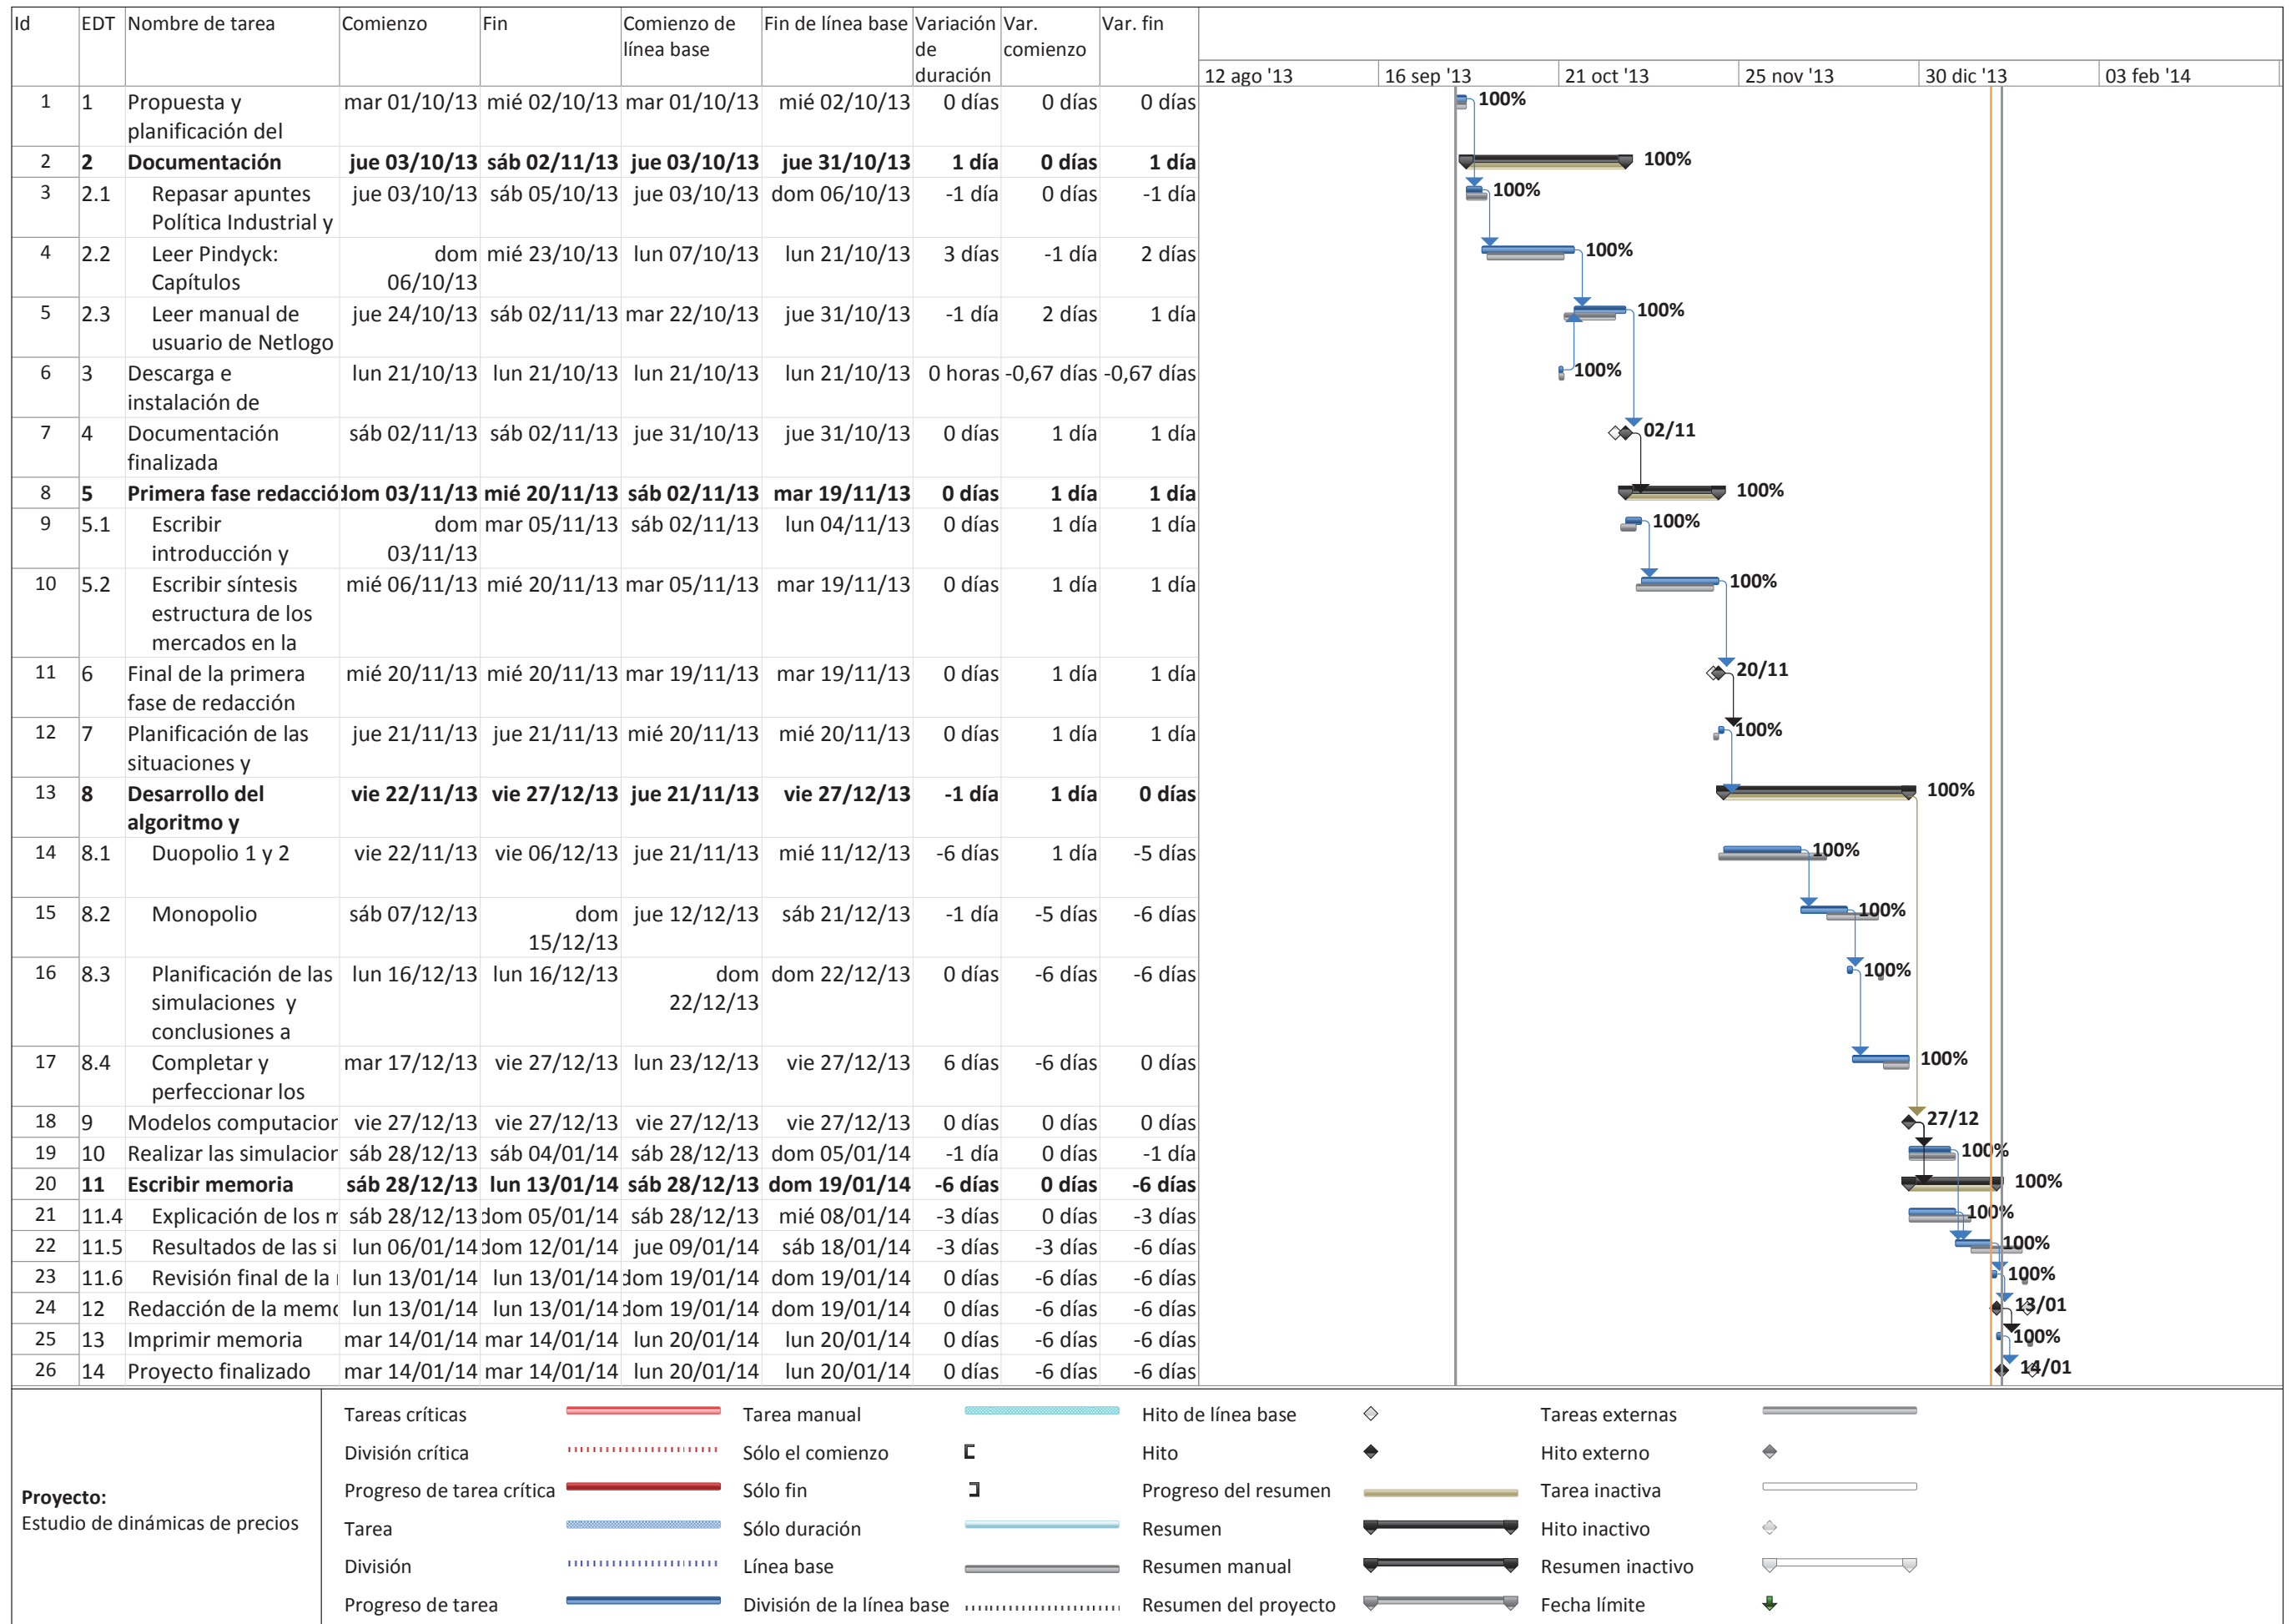 Id EDT Nombre de tarea Comienzo Fin Comienzo de Fin de línea base Variación Var. Var. fin
línea base de comienzo
duración
12 ago '13 16 sep '13 21 oct '13 25 nov '13 30 dic '13 03 feb '14
1 1 Propuesta y mar 01/10/13 mié 02/10/13 mar 01/10/13 mié 02/10/13 0 días 0 días 0 días 100%
planificación del
2 2 Documentación jue 03/10/13 sáb 02/11/13 jue 03/10/13 jue 31/10/13 1 día 0 días 1 día 100%
3 2.1 Repasar apuntes jue 03/10/13 sáb 05/10/13 jue 03/10/13 dom 06/10/13 -1 día 0 días -1 día 100%
Política Industrial y
4 2.2 Leer Pindyck: dom mié 23/10/13 lun 07/10/13 lun 21/10/13 3 días -1 día 2 días 100%
Capítulos 06/10/13
5 2.3 Leer manual de jue 24/10/13 sáb 02/11/13 mar 22/10/13 jue 31/10/13 -1 día 2 días 1 día 100%
usuario de Netlogo
6 3 Descarga e lun 21/10/13 lun 21/10/13 lun 21/10/13 lun 21/10/13 0 horas -0,67 días -0,67 días 100%
instalación de
7 4 Documentación sáb 02/11/13 sáb 02/11/13 jue 31/10/13 jue 31/10/13 0 días 1 día 1 día 02/11
finalizada
8 5 Primera fase redacció dom 03/11/13 mié 20/11/13 sáb 02/11/13 mar 19/11/13 0 días 1 día 1 día 100%
9 5.1 Escribir dom mar 05/11/13 sáb 02/11/13 lun 04/11/13 0 días 1 día 1 día 100%
introducción y 03/11/13
10 5.2 Escribir síntesis mié 06/11/13 mié 20/11/13 mar 05/11/13 mar 19/11/13 0 días 1 día 1 día 100%
estructura de los
mercados en la
11 6 Final de la primera mié 20/11/13 mié 20/11/13 mar 19/11/13 mar 19/11/13 0 días 1 día 1 día 20/11
fase de redacción
12 7 Planificación de las jue 21/11/13 jue 21/11/13 mié 20/11/13 mié 20/11/13 0 días 1 día 1 día 100%
situaciones y
13 8 Desarrollo del vie 22/11/13 vie 27/12/13 jue 21/11/13 vie 27/12/13 -1 día 1 día 0 días 100%
algoritmo y
14 8.1 Duopolio 1 y 2 vie 22/11/13 vie 06/12/13 jue 21/11/13 mié 11/12/13 -6 días 1 día -5 días 100%
15 8.2 Monopolio sáb 07/12/13 dom jue 12/12/13 sáb 21/12/13 -1 día -5 días -6 días 100%
15/12/13
16 8.3 Planificación de las lun 16/12/13 lun 16/12/13 dom dom 22/12/13 0 días -6 días -6 días 100%
simulaciones y 22/12/13
conclusiones a
17 8.4 Completar y mar 17/12/13 vie 27/12/13 lun 23/12/13 vie 27/12/13 6 días -6 días 0 días 100%
perfeccionar los
18 9 Modelos computacion vie 27/12/13 vie 27/12/13 vie 27/12/13 vie 27/12/13 0 días 0 días 0 días 27/12
19 10 Realizar las simulacion sáb 28/12/13 sáb 04/01/14 sáb 28/12/13 dom 05/01/14 -1 día 0 días -1 día 100%
20 11 Escribir memoria sáb 28/12/13 lun 13/01/14 sáb 28/12/13 dom 19/01/14 -6 días 0 días -6 días 100%
21 11.4 Explicación de los m sáb 28/12/13 dom 05/01/14 sáb 28/12/13 mié 08/01/14 -3 días 0 días -3 días 100%
22 11.5 Resultados de las si lun 06/01/14 dom 12/01/14 jue 09/01/14 sáb 18/01/14 -3 días -3 días -6 días 100%
23 11.6 Revisión final de la lun 13/01/14 lun 13/01/14 dom 19/01/14 dom 19/01/14 0 días -6 días -6 días 100%
24 12 Redacción de la memo lun 13/01/14 lun 13/01/14 dom 19/01/14 dom 19/01/14 0 días -6 días -6 días 13/01
25 13 Imprimir memoria mar 14/01/14 mar 14/01/14 lun 20/01/14 lun 20/01/14 0 días -6 días -6 días 100%
26 14 Proyecto finalizado mar 14/01/14 mar 14/01/14 lun 20/01/14 lun 20/01/14 0 días -6 días -6 días 14/01
Tareas críticas Tarea manual Hito de línea base Tareas externas
División crítica Sólo el comienzo Hito Hito externo
Proyecto: Progreso de tarea crítica Sólo fin Progreso del resumen Tarea inactiva
Estudio de dinámicas de precios Tarea Sólo duración Resumen Hito inactivo
División Línea base Resumen manual Resumen inactivo
Progreso de tarea División de la línea base Resumen del proyecto Fecha límite